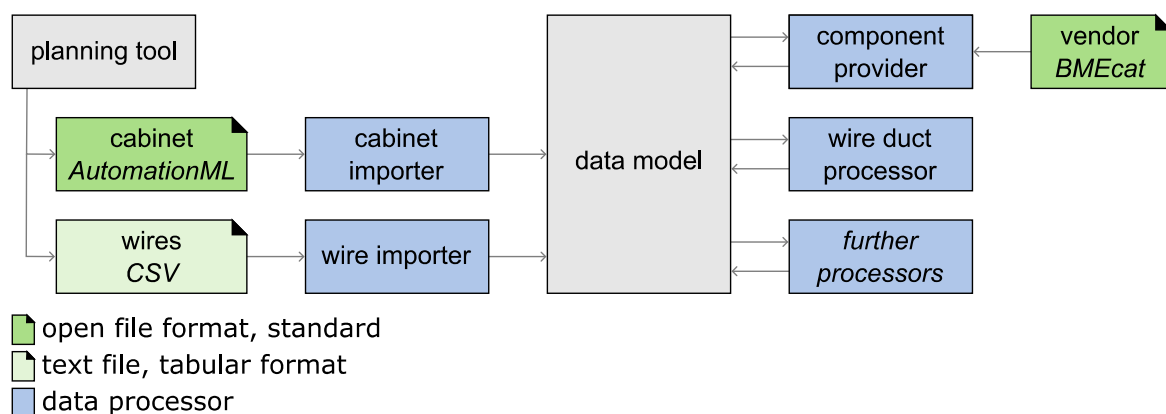 planning tool
cabinet
AutomationML
wires
CSV
cabinet
importer
wire importer
data model
component
provider
vendor
BMEcat
wire duct
processor
further
processors
open file format, standard
text file, tabular format
data processor